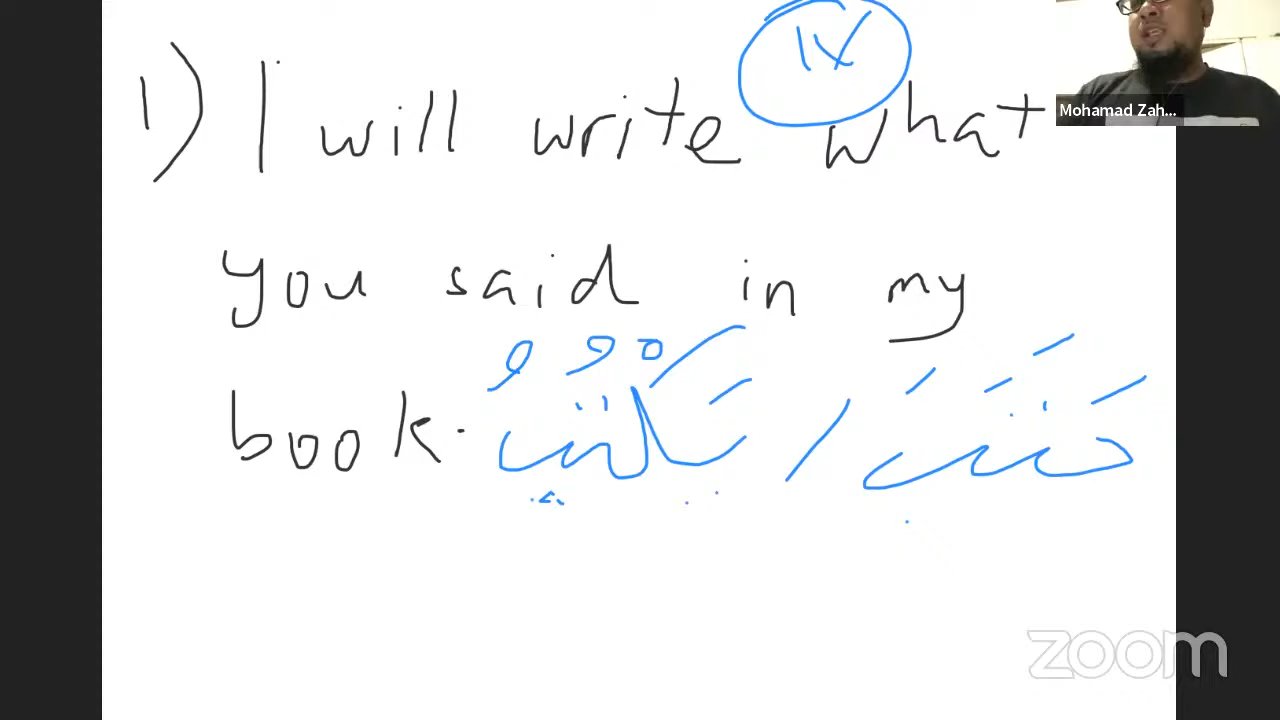 1) I will write what
you said in my
book. كَتَبَ / يَكْتُبُ
Mohamad Zah...
zoom